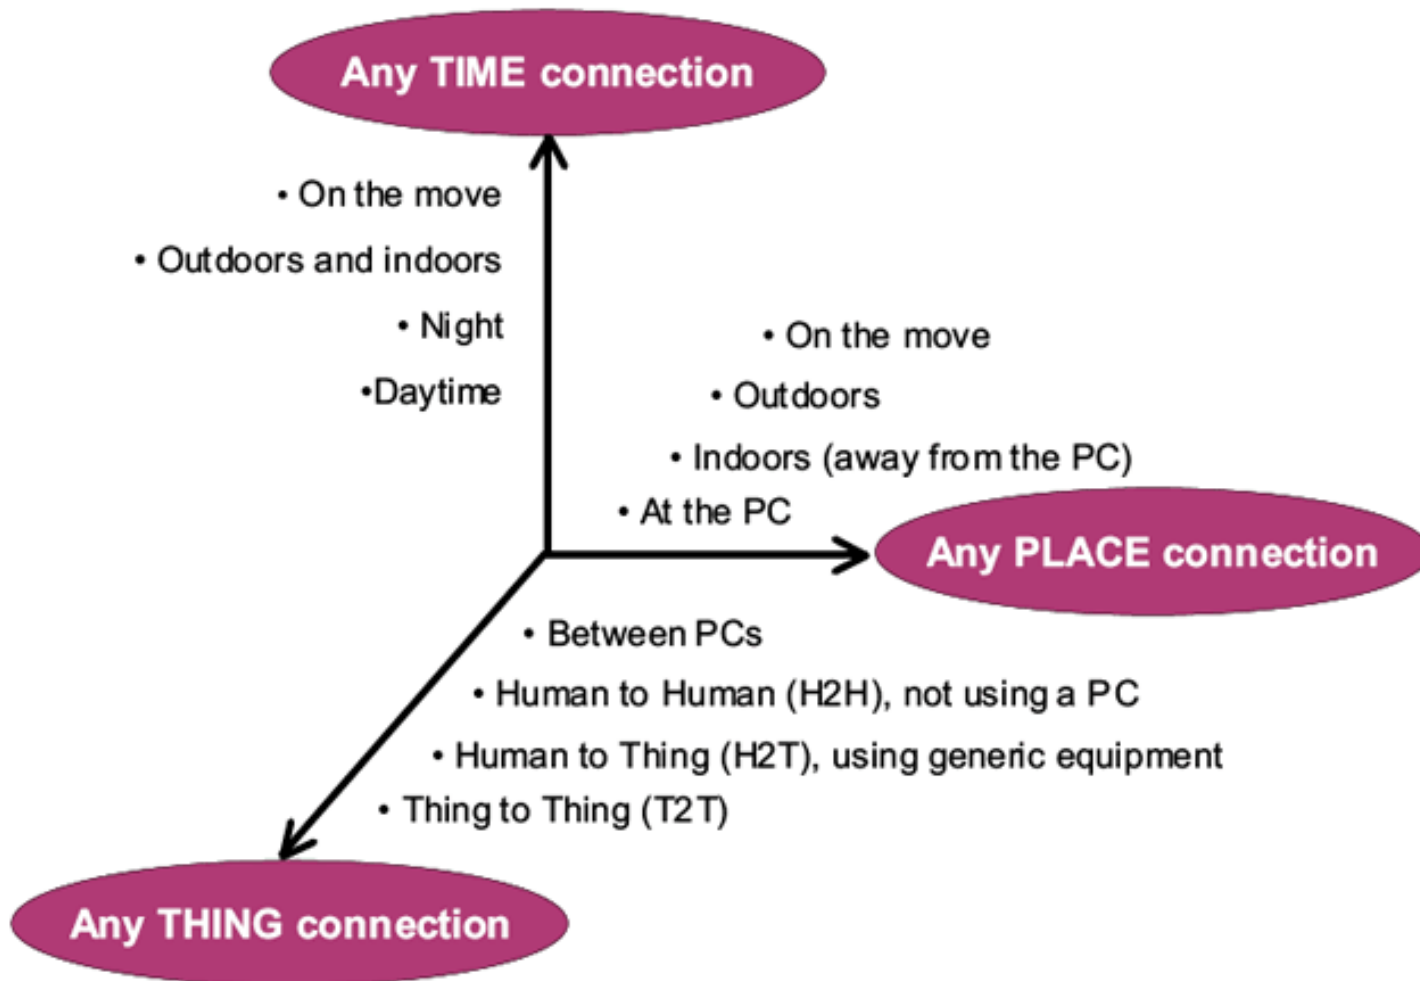 Any TIME connection
• On the move
• Outdoors and indoors
• Night
•Daytime
• On the move
• Outdoors
• Indoors (away from the PC)
• At the PC
Any PLACE connection
• Between PCs
• Human to Human (H2H), not using a PC
• Human to Thing (H2T), using generic equipment
• Thing to Thing (T2T)
Any THING connection